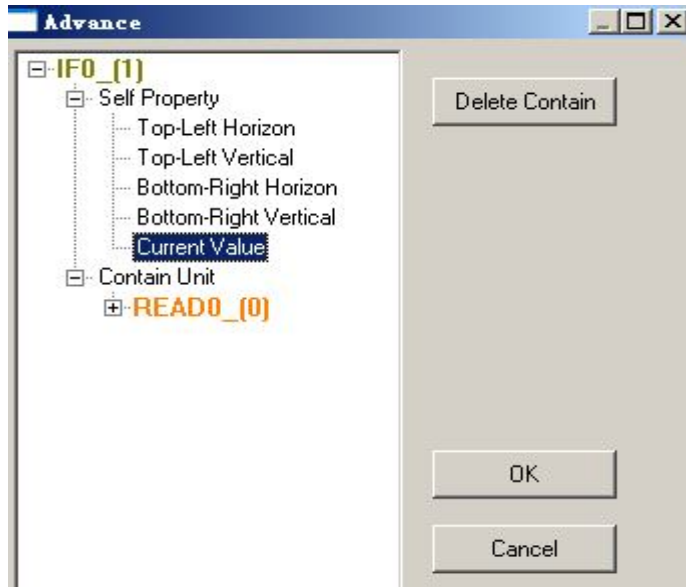 Advance
IF0_(1)
Self Property
Top-Left Horizon
Top-Left Vertical
Bottom-Right Horizon
Bottom-Right Vertical
Current Value
Contain Unit
READ0_(0)
Delete Contain
OK
Cancel